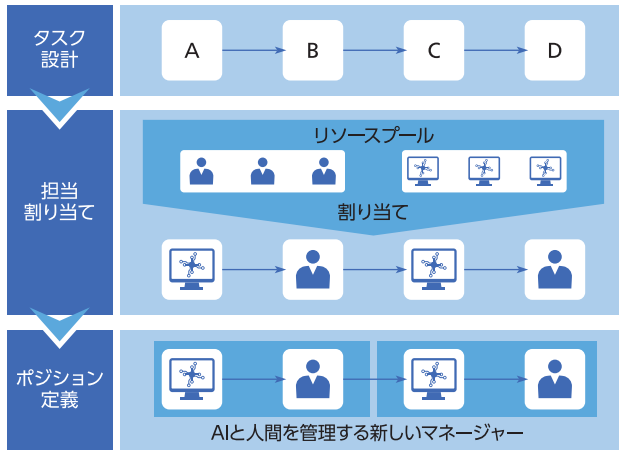 タスク
設計
A
B
C
D
担当
割り当て
リソースプール
割り当て
ポジション
定義
AIと人間を管理する新しいマネージャー